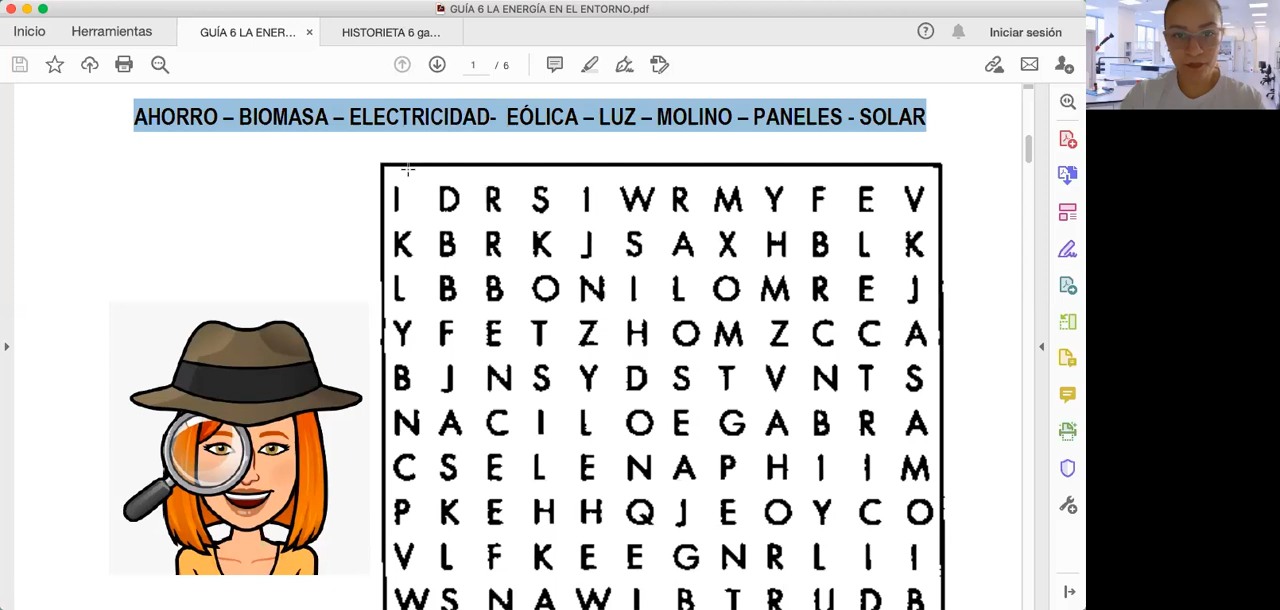 GUÍA 6 LA ENERGÍA EN EL ENTORNO.pdf
Inicio
Herramientas
GUÍA 6 LA ENER... ×
HISTORIETA 6 ga...
Iniciar sesión
1 / 6
AHORRO – BIOMASA – ELECTRICIDAD- EÓLICA – LUZ – MOLINO – PANELES - SOLAR
I D R S I W R M Y F E V
K B R K J S A X H B L K
L B B O N I L O M R E J
Y F E T Z H O M Z C C A
B J N S Y D S T V N T S
N A C I L O E G A B R A
C S E L E N A P H I I M
P K E H H Q J E O Y C O
V L F K E E G N R L I I
W S N A W I B T R U D B